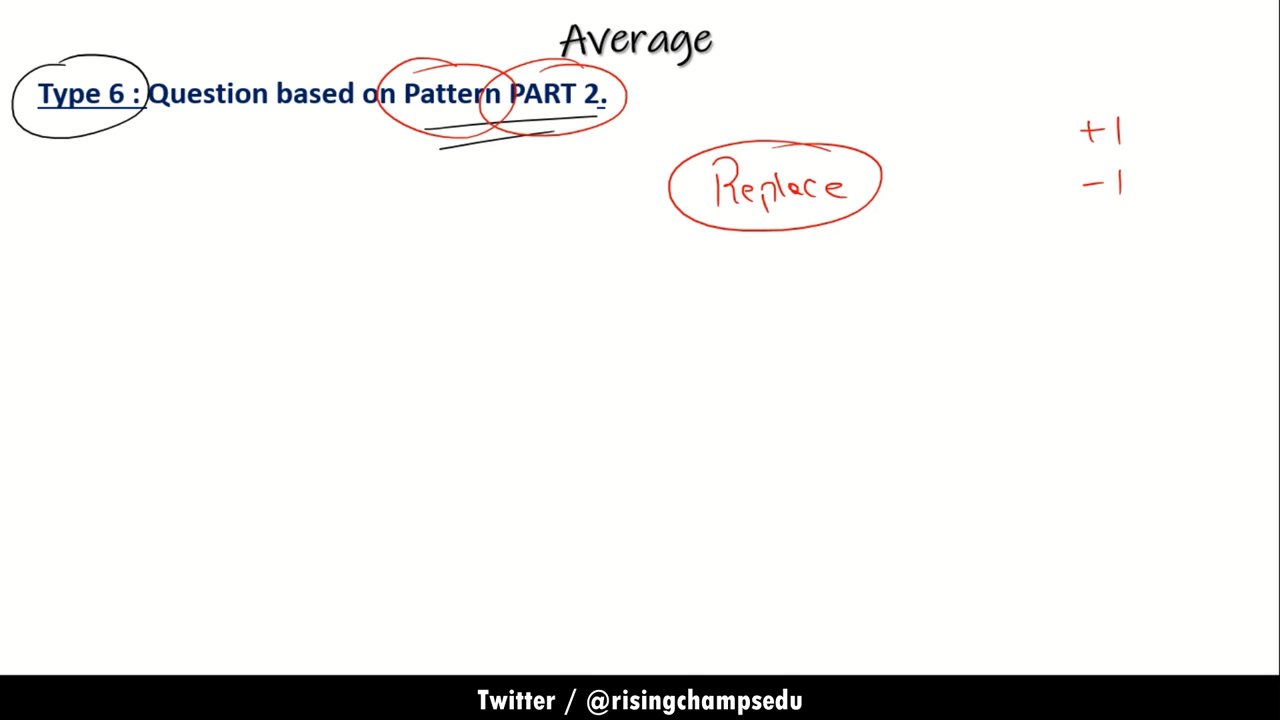 Average
Type 6 : Question based on Pattern PART 2.
+1
Replace
-1
Twitter / @risingchampsedu